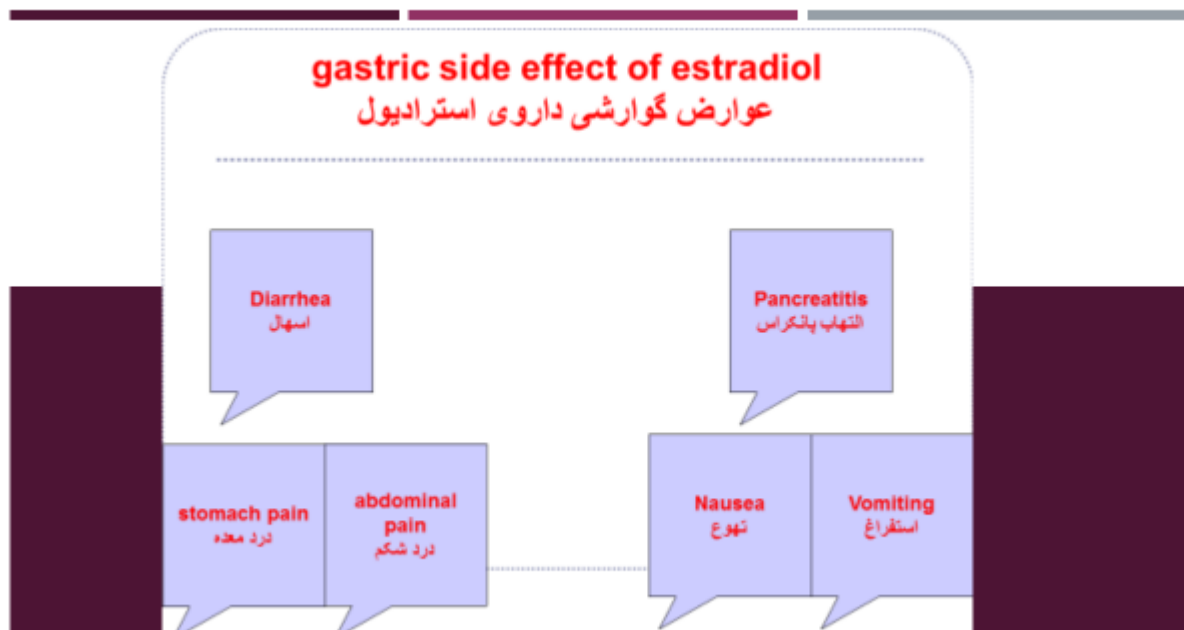 gastric side effect of estradiol
عوارض گوارشی داروی استرادیول
Diarrhea
اسهال
Pancreatitis
التهاب پانکراس
stomach pain
درد معده
abdominal
pain
درد شکم
Nausea
تهوع
Vomiting
استفراغ